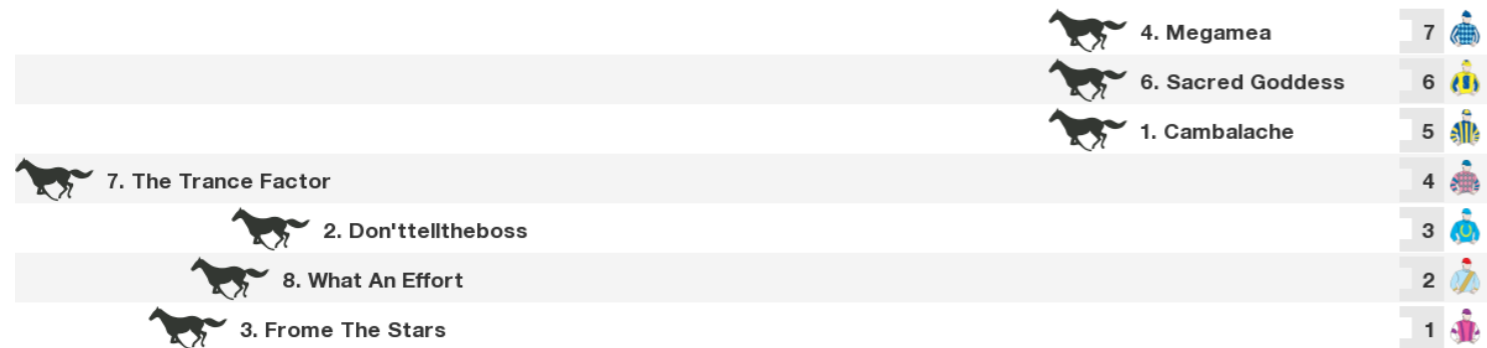 4. Megamea 7
6. Sacred Goddess 6
1. Cambalache 5
7. The Trance Factor 4
2. Don'ttelltheboss 3
8. What An Effort 2
3. Frome The Stars 1